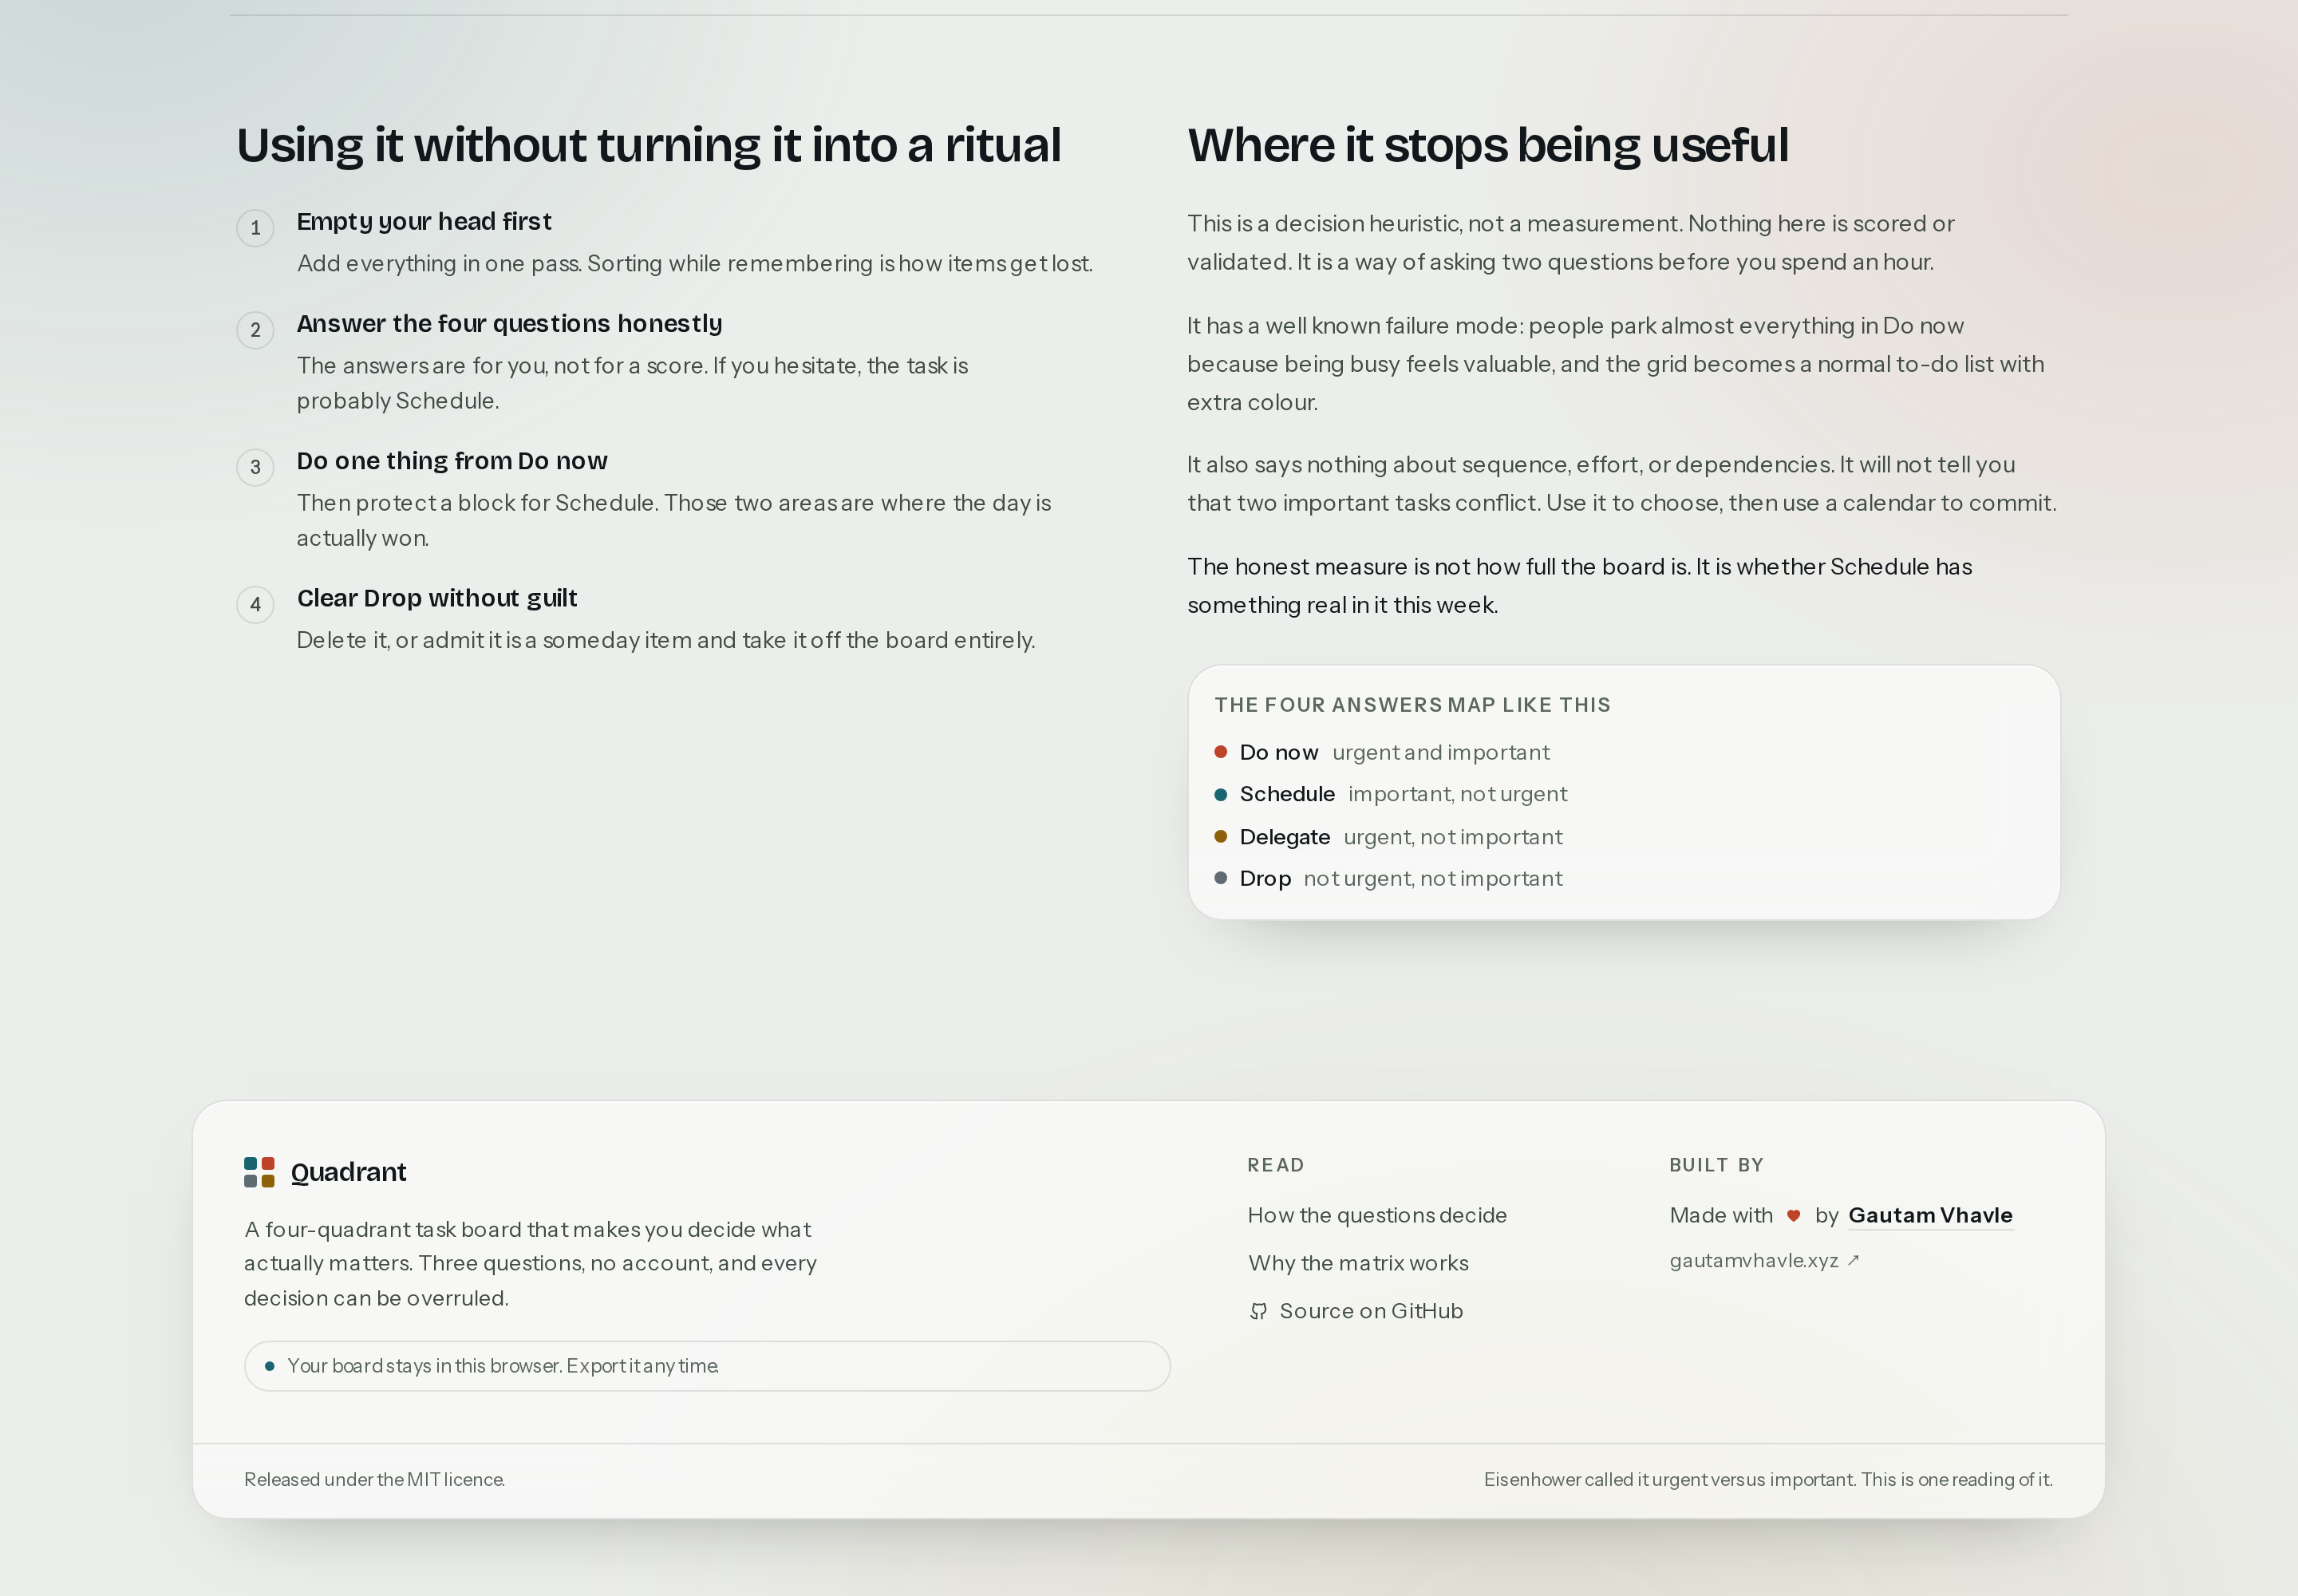 Using it without turning it into a ritual
1
Empty your head first
Add everything in one pass. Sorting while remembering is how items get lost.
2
Answer the four questions honestly
The answers are for you, not for a score. If you hesitate, the task is
probably Schedule.
3
Do one thing from Do now
Then protect a block for Schedule. Those two areas are where the day is
actually won.
4
Clear Drop without guilt
Delete it, or admit it is a someday item and take it off the board entirely.
Where it stops being useful
This is a decision heuristic, not a measurement. Nothing here is scored or
validated. It is a way of asking two questions before you spend an hour.
It has a well known failure mode: people park almost everything in Do now
because being busy feels valuable, and the grid becomes a normal to-do list with
extra colour.
It also says nothing about sequence, effort, or dependencies. It will not tell you
that two important tasks conflict. Use it to choose, then use a calendar to commit.
The honest measure is not how full the board is. It is whether Schedule has
something real in it this week.
THE FOUR ANSWERS MAP LIKE THIS
Do now urgent and important
Schedule important, not urgent
Delegate urgent, not important
Drop not urgent, not important
Quadrant
A four-quadrant task board that makes you decide what
actually matters. Three questions, no account, and every
decision can be overruled.
Your board stays in this browser. Export it any time.
READ
How the questions decide
Why the matrix works
Source on GitHub
BUILT BY
Made with ♥ by Gautam Vhavle
gautamvhavle.xyz ↗
Released under the MIT licence.
Eisenhower called it urgent versus important. This is one reading of it.